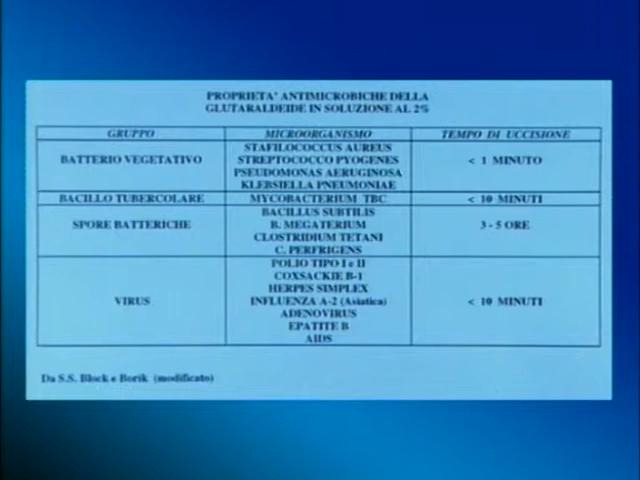 PROPRIETA' ANTIMICROBICHE DELLA
GLUTARALDEIDE IN SOLUZIONE AL 2%
GRUPPO MICROORGANISMO TEMPO DI UCCISIONE
STAFILOCOCCUS AUREUS
BATTERIO VEGETATIVO STREPTOCOCCO PYOGENES < 1 MINUTO
PSEUDOMONAS AERUGINOSA
KLEBSIELLA PNEUMONIAE
BACILLO TUBERCOLARE MYCOBACTERIUM TBC < 10 MINUTI
BACILLUS SUBTILIS
SPORE BATTERICHE B. MEGATERIUM 3 - 5 ORE
CLOSTRIDIUM TETANI
C. PERFRIGENS
POLIO TIPO I e II
COXSACKIE B-1
HERPES SIMPLEX
VIRUS INFLUENZA A-2 (Asiatica) < 10 MINUTI
ADENOVIRUS
EPATITE B
AIDS
Da S.S. Block e Borik (modificato)